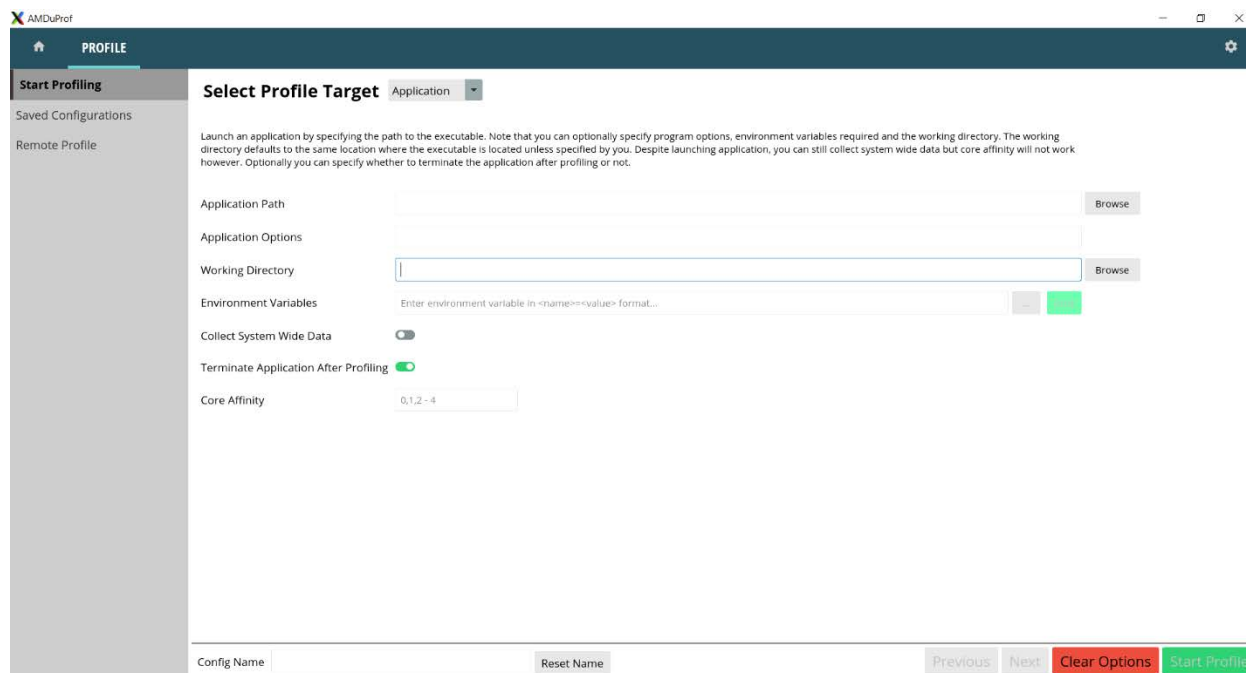 AMDuProf
PROFILE
Start Profiling
Saved Configurations
Remote Profile
Select Profile Target Application
Launch an application by specifying the path to the executable. Note that you can optionally specify program options, environment variables required and the working directory. The working
directory defaults to the same location where the executable is located unless specified by you. Despite launching application, you can still collect system wide data but core affinity will not work
however. Optionally you can specify whether to terminate the application after profiling or not.
Application Path Browse
Application Options
Working Directory Browse
Environment Variables Enter environment variable in <name>=<value> format... ...
Collect System Wide Data
Terminate Application After Profiling
Core Affinity 0,1,2 - 4
Config Name Reset Name Previous Next Clear Options Start Profile